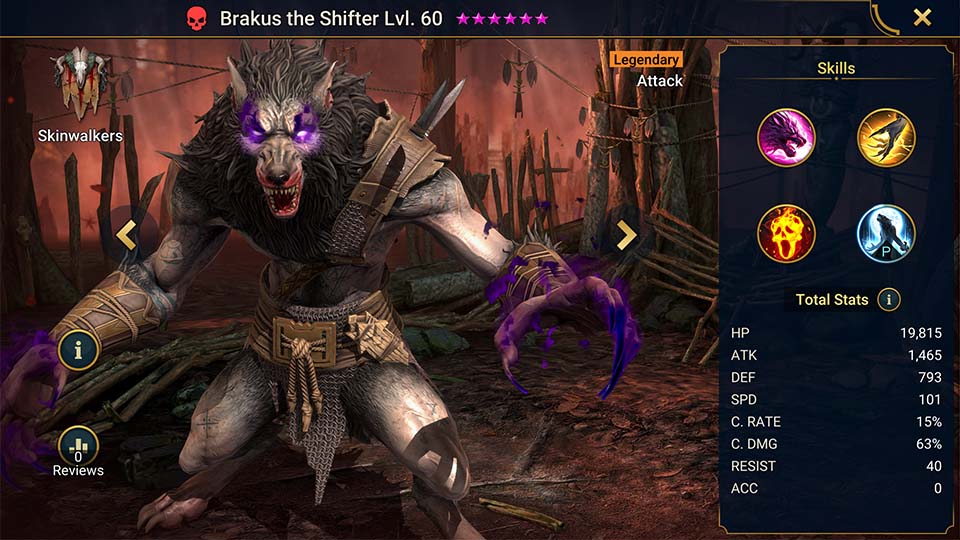 Brakus the Shifter Lvl. 60
Skinwalkers
Legendary
Attack
0
Reviews
Skills
P
Total Stats
HP 19,815
ATK 1,465
DEF 793
SPD 101
C. RATE 15%
C. DMG 63%
RESIST 40
ACC 0